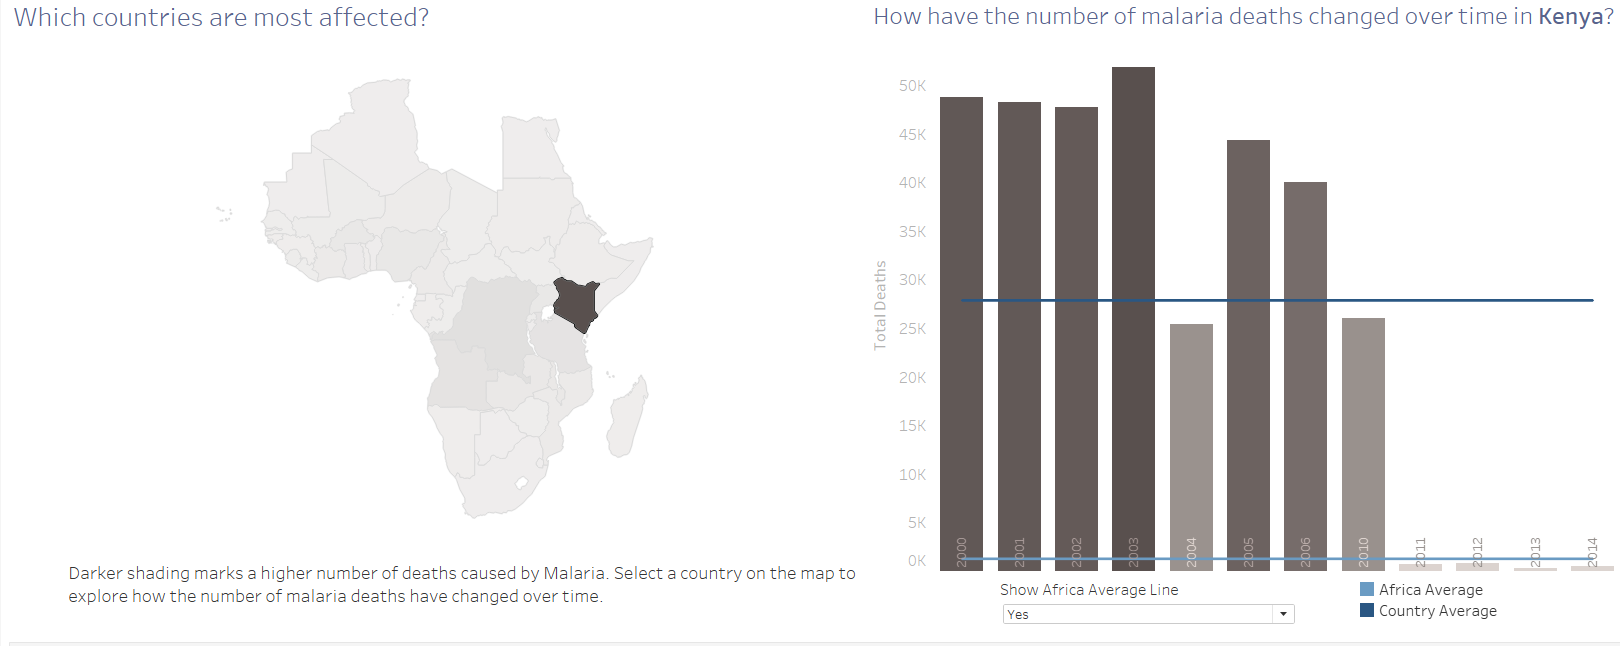 Which countries are most affected?
How have the number of malaria deaths changed over time in Kenya?
Total Deaths
50K
45K
40K
35K
30K
25K
20K
15K
10K
5K
0K
2000
2001
2002
2003
2004
2005
2006
2010
2011
2012
2013
2014
Darker shading marks a higher number of deaths caused by Malaria. Select a country on the map to
explore how the number of malaria deaths have changed over time.
Show Africa Average Line
Yes
Africa Average
Country Average